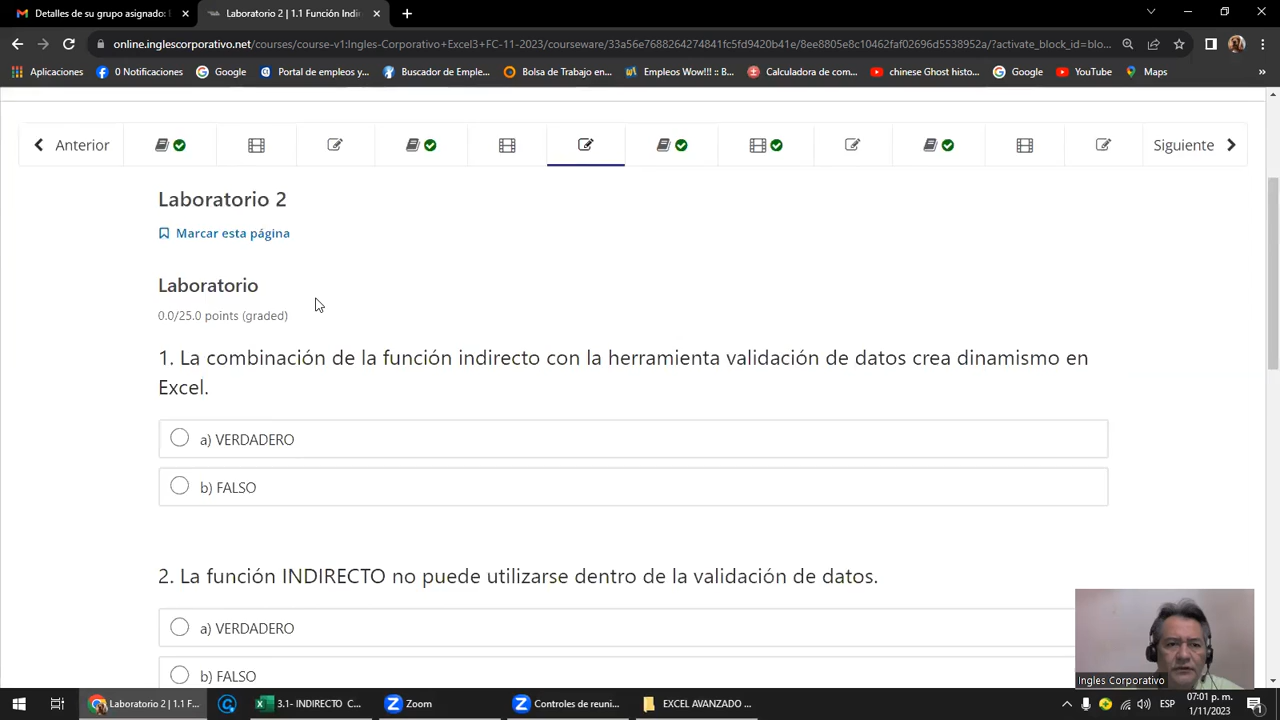 Detalles de su grupo asignado: L
Laboratorio 2 | 1.1 Función Indi
online.inglescorporativo.net/courses/course-v1:Ingles-Corporativo+Excel3+FC-11-2023/courseware/33a56e7688264274841fc5fd9420b41e/8ee8805e8c10462faf02696d5538952a/?activate_block_id=blo...
Aplicaciones
0 Notificaciones
Google
Portal de empleos y...
Buscador de Emple...
Bolsa de Trabajo en...
Empleos Wow!!! :: B...
Calculadora de com...
chinese Ghost histo...
Google
YouTube
Maps
Anterior
Siguiente
Laboratorio 2
Marcar esta página
Laboratorio
0.0/25.0 points (graded)
1. La combinación de la función indirecto con la herramienta validación de datos crea dinamismo en
Excel.
a) VERDADERO
b) FALSO
2. La función INDIRECTO no puede utilizarse dentro de la validación de datos.
a) VERDADERO
b) FALSO
Ingles Corporativo
Laboratorio 2 | 1.1 F...
3.1- INDIRECTO C...
Zoom
Controles de reuni...
EXCEL AVANZADO ...
ESP
07:01 p. m.
1/11/2023